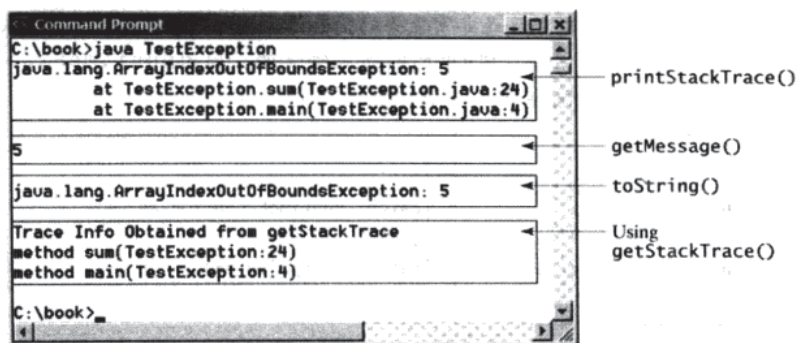 Command Prompt
C:\book>java TestException
java.lang.ArrayIndexOutOfBoundsException: 5
at TestException.sum(TestException.java:24)
at TestException.main(TestException.java:4)
printStackTrace()
5
getMessage()
java.lang.ArrayIndexOutOfBoundsException: 5
toString()
Trace Info Obtained from getStackTrace
method sum(TestException:24)
method main(TestException:4)
Using
getStackTrace()
C:\book>_